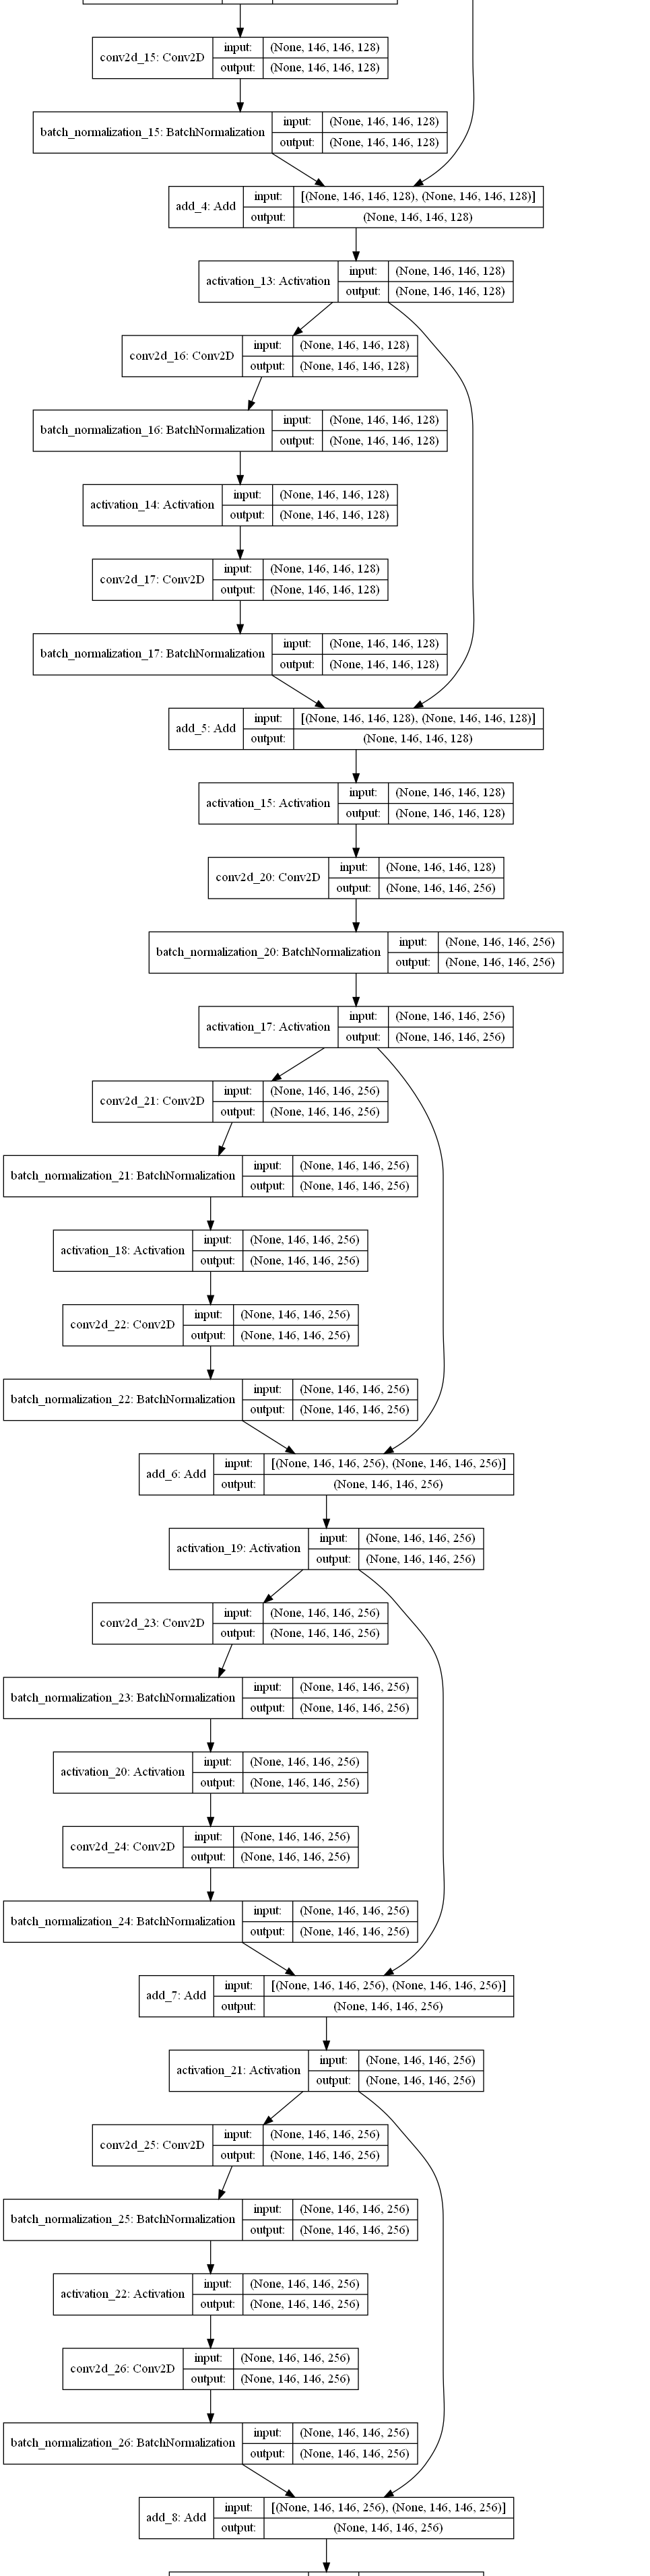 conv2d_15: Conv2D
input: (None, 146, 146, 128)
output: (None, 146, 146, 128)
batch_normalization_15: BatchNormalization
input: (None, 146, 146, 128)
output: (None, 146, 146, 128)
add_4: Add
input: [(None, 146, 146, 128), (None, 146, 146, 128)]
output: (None, 146, 146, 128)
activation_13: Activation
input: (None, 146, 146, 128)
output: (None, 146, 146, 128)
conv2d_16: Conv2D
input: (None, 146, 146, 128)
output: (None, 146, 146, 128)
batch_normalization_16: BatchNormalization
input: (None, 146, 146, 128)
output: (None, 146, 146, 128)
activation_14: Activation
input: (None, 146, 146, 128)
output: (None, 146, 146, 128)
conv2d_17: Conv2D
input: (None, 146, 146, 128)
output: (None, 146, 146, 128)
batch_normalization_17: BatchNormalization
input: (None, 146, 146, 128)
output: (None, 146, 146, 128)
add_5: Add
input: [(None, 146, 146, 128), (None, 146, 146, 128)]
output: (None, 146, 146, 128)
activation_15: Activation
input: (None, 146, 146, 128)
output: (None, 146, 146, 128)
conv2d_20: Conv2D
input: (None, 146, 146, 128)
output: (None, 146, 146, 256)
batch_normalization_20: BatchNormalization
input: (None, 146, 146, 256)
output: (None, 146, 146, 256)
activation_17: Activation
input: (None, 146, 146, 256)
output: (None, 146, 146, 256)
conv2d_21: Conv2D
input: (None, 146, 146, 256)
output: (None, 146, 146, 256)
batch_normalization_21: BatchNormalization
input: (None, 146, 146, 256)
output: (None, 146, 146, 256)
activation_18: Activation
input: (None, 146, 146, 256)
output: (None, 146, 146, 256)
conv2d_22: Conv2D
input: (None, 146, 146, 256)
output: (None, 146, 146, 256)
batch_normalization_22: BatchNormalization
input: (None, 146, 146, 256)
output: (None, 146, 146, 256)
add_6: Add
input: [(None, 146, 146, 256), (None, 146, 146, 256)]
output: (None, 146, 146, 256)
activation_19: Activation
input: (None, 146, 146, 256)
output: (None, 146, 146, 256)
conv2d_23: Conv2D
input: (None, 146, 146, 256)
output: (None, 146, 146, 256)
batch_normalization_23: BatchNormalization
input: (None, 146, 146, 256)
output: (None, 146, 146, 256)
activation_20: Activation
input: (None, 146, 146, 256)
output: (None, 146, 146, 256)
conv2d_24: Conv2D
input: (None, 146, 146, 256)
output: (None, 146, 146, 256)
batch_normalization_24: BatchNormalization
input: (None, 146, 146, 256)
output: (None, 146, 146, 256)
add_7: Add
input: [(None, 146, 146, 256), (None, 146, 146, 256)]
output: (None, 146, 146, 256)
activation_21: Activation
input: (None, 146, 146, 256)
output: (None, 146, 146, 256)
conv2d_25: Conv2D
input: (None, 146, 146, 256)
output: (None, 146, 146, 256)
batch_normalization_25: BatchNormalization
input: (None, 146, 146, 256)
output: (None, 146, 146, 256)
activation_22: Activation
input: (None, 146, 146, 256)
output: (None, 146, 146, 256)
conv2d_26: Conv2D
input: (None, 146, 146, 256)
output: (None, 146, 146, 256)
batch_normalization_26: BatchNormalization
input: (None, 146, 146, 256)
output: (None, 146, 146, 256)
add_8: Add
input: [(None, 146, 146, 256), (None, 146, 146, 256)]
output: (None, 146, 146, 256)